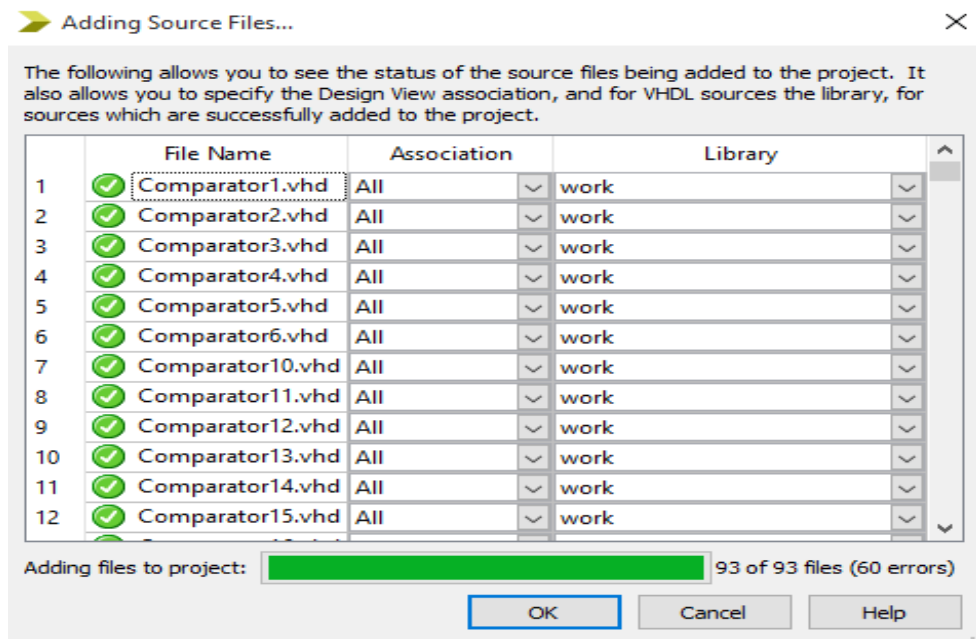 Adding Source Files...
The following allows you to see the status of the source files being added to the project. It
also allows you to specify the Design View association, and for VHDL sources the library, for
sources which are successfully added to the project.
File Name Association Library
1 Comparator1.vhd All work
2 Comparator2.vhd All work
3 Comparator3.vhd All work
4 Comparator4.vhd All work
5 Comparator5.vhd All work
6 Comparator6.vhd All work
7 Comparator10.vhd All work
8 Comparator11.vhd All work
9 Comparator12.vhd All work
10 Comparator13.vhd All work
11 Comparator14.vhd All work
12 Comparator15.vhd All work
Adding files to project: 93 of 93 files (60 errors)
OK Cancel Help